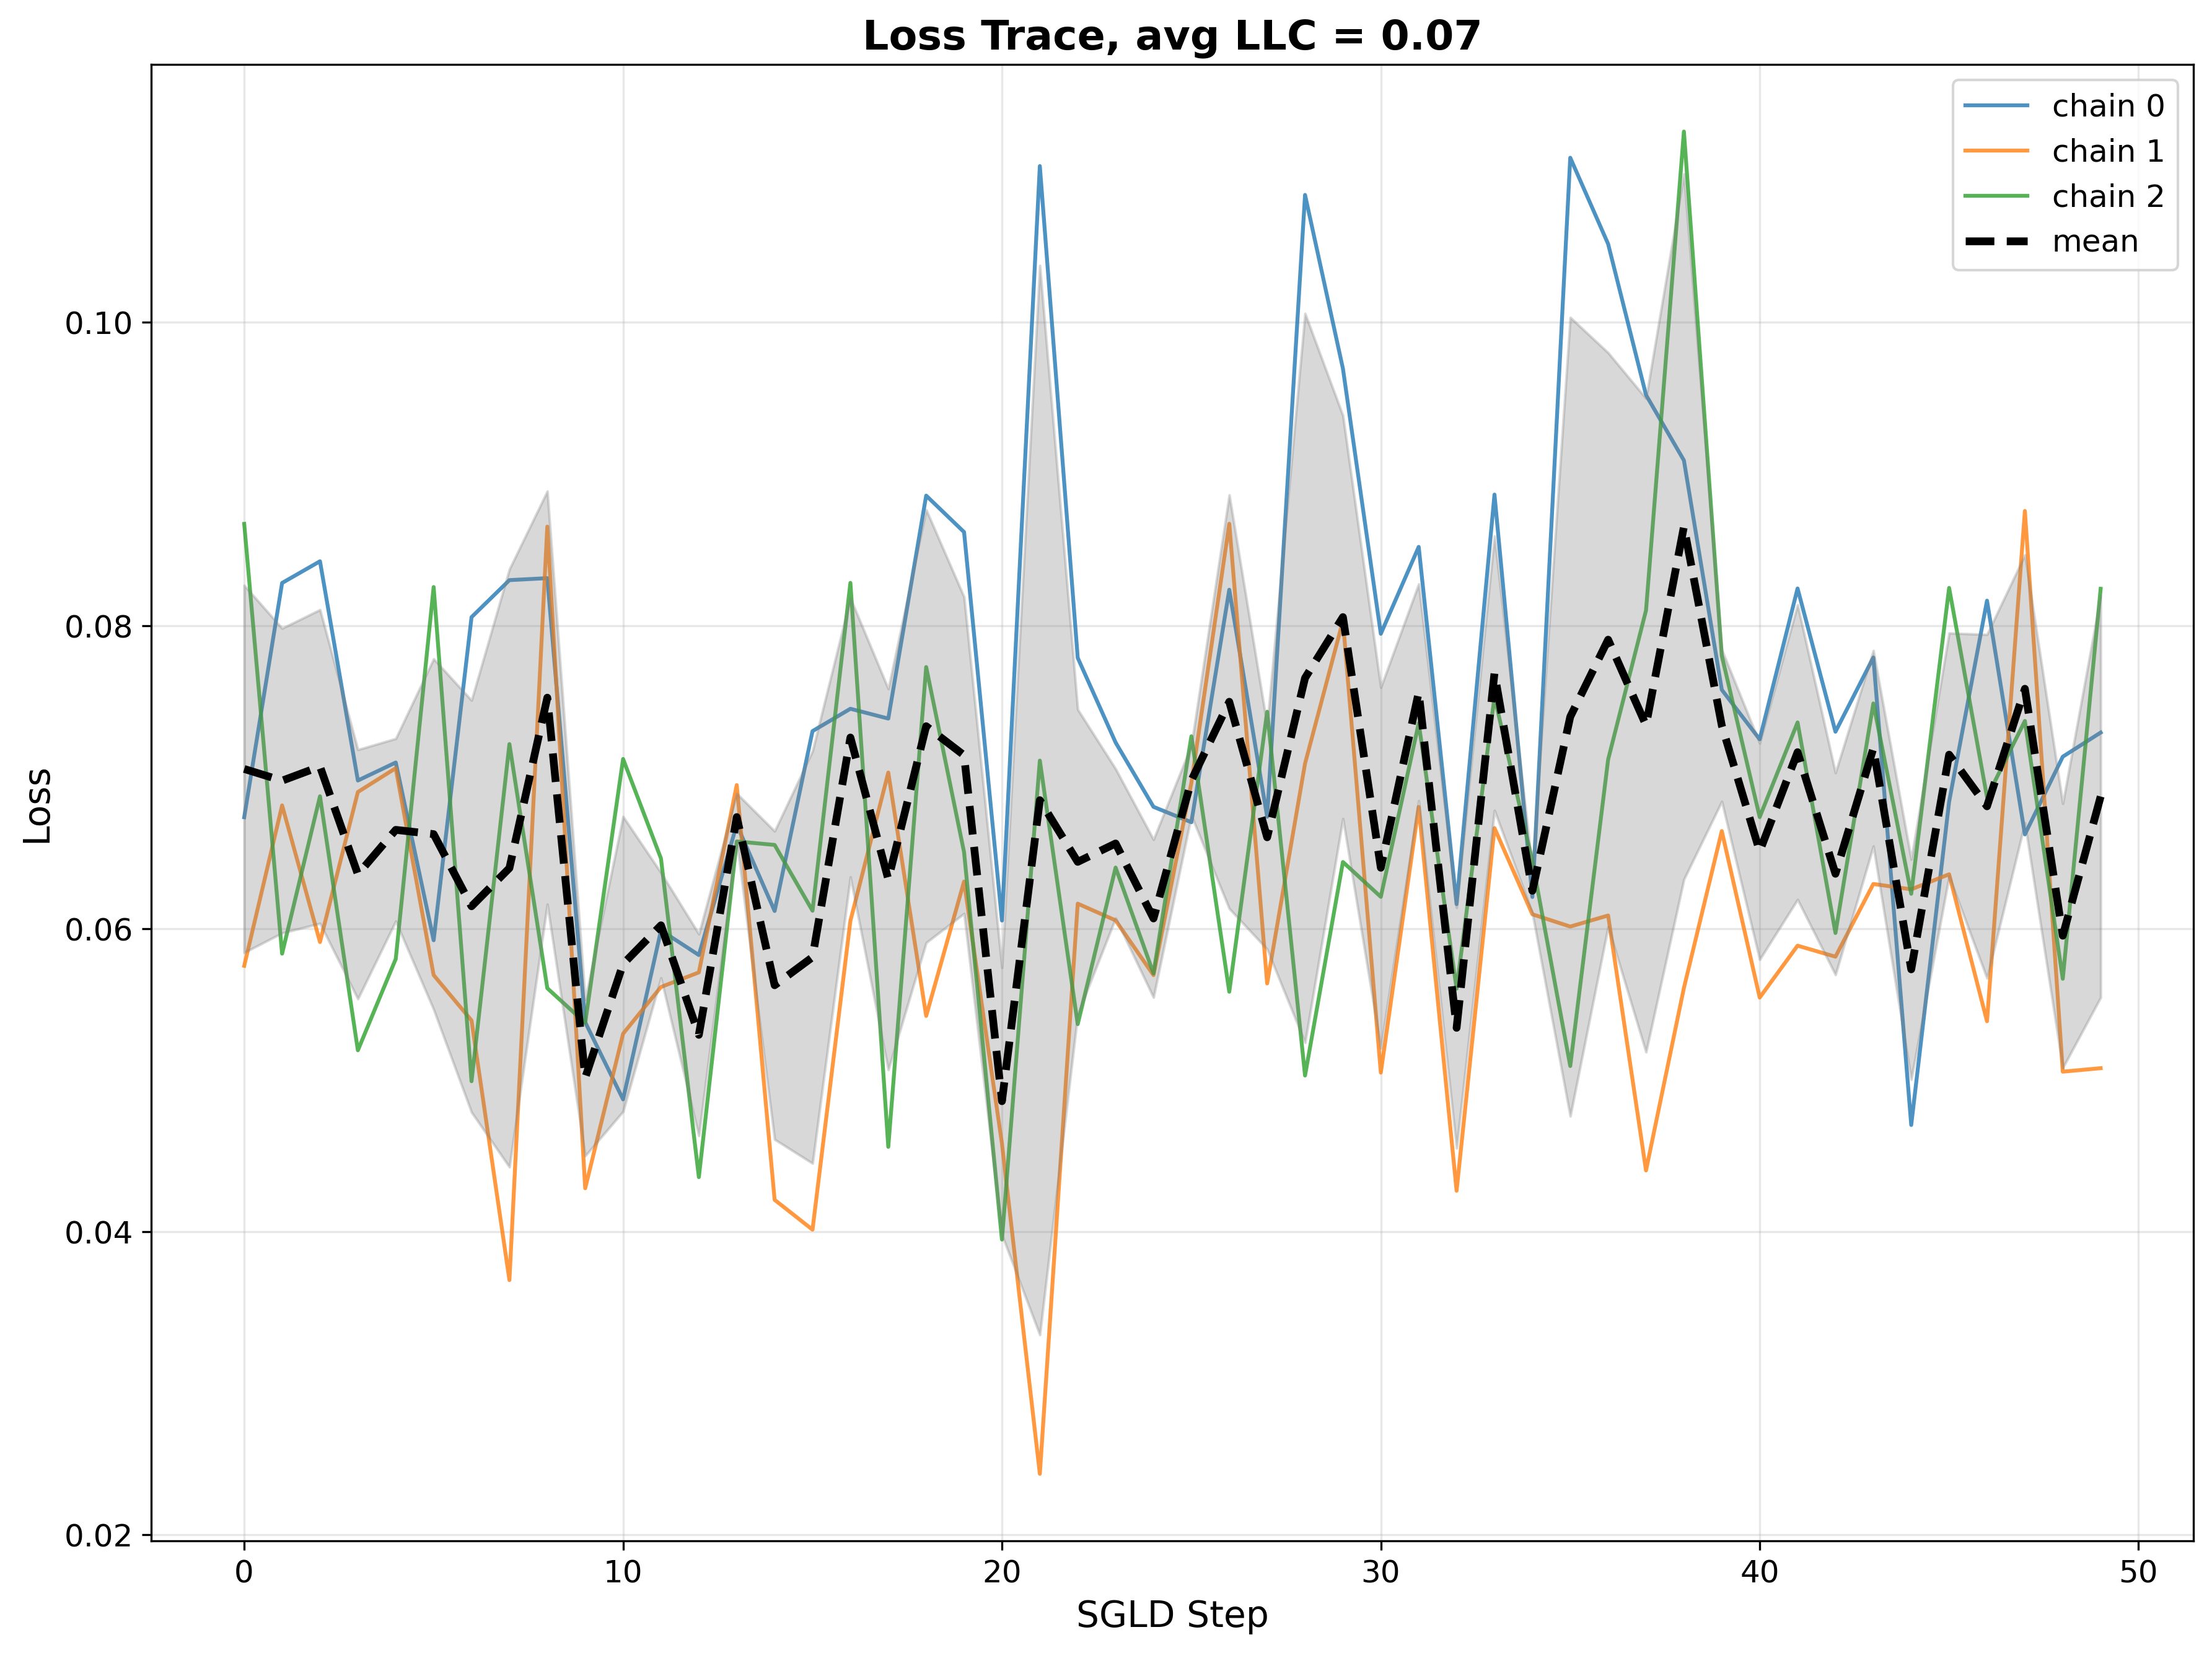 Loss Trace, avg LLC = 0.07
chain 0
chain 1
chain 2
mean
Loss
0.10
0.08
0.06
0.04
0.02
0 10 20 30 40 50
SGLD Step